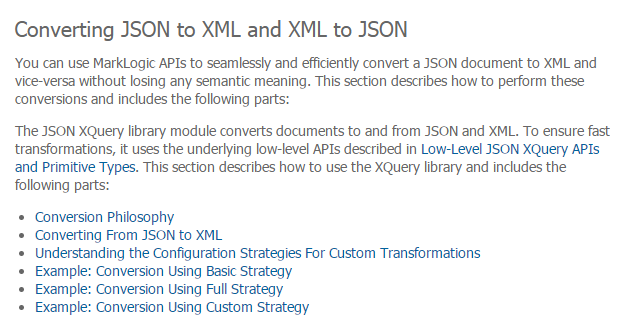 Converting JSON to XML and XML to JSON
You can use MarkLogic APIs to seamlessly and efficiently convert a JSON document to XML and
vice-versa without losing any semantic meaning. This section describes how to perform these
conversions and includes the following parts:
The JSON XQuery library module converts documents to and from JSON and XML. To ensure fast
transformations, it uses the underlying low-level APIs described in Low-Level JSON XQuery APIs
and Primitive Types. This section describes how to use the XQuery library and includes the
following parts:
• Conversion Philosophy
• Converting From JSON to XML
• Understanding the Configuration Strategies For Custom Transformations
• Example: Conversion Using Basic Strategy
• Example: Conversion Using Full Strategy
• Example: Conversion Using Custom Strategy